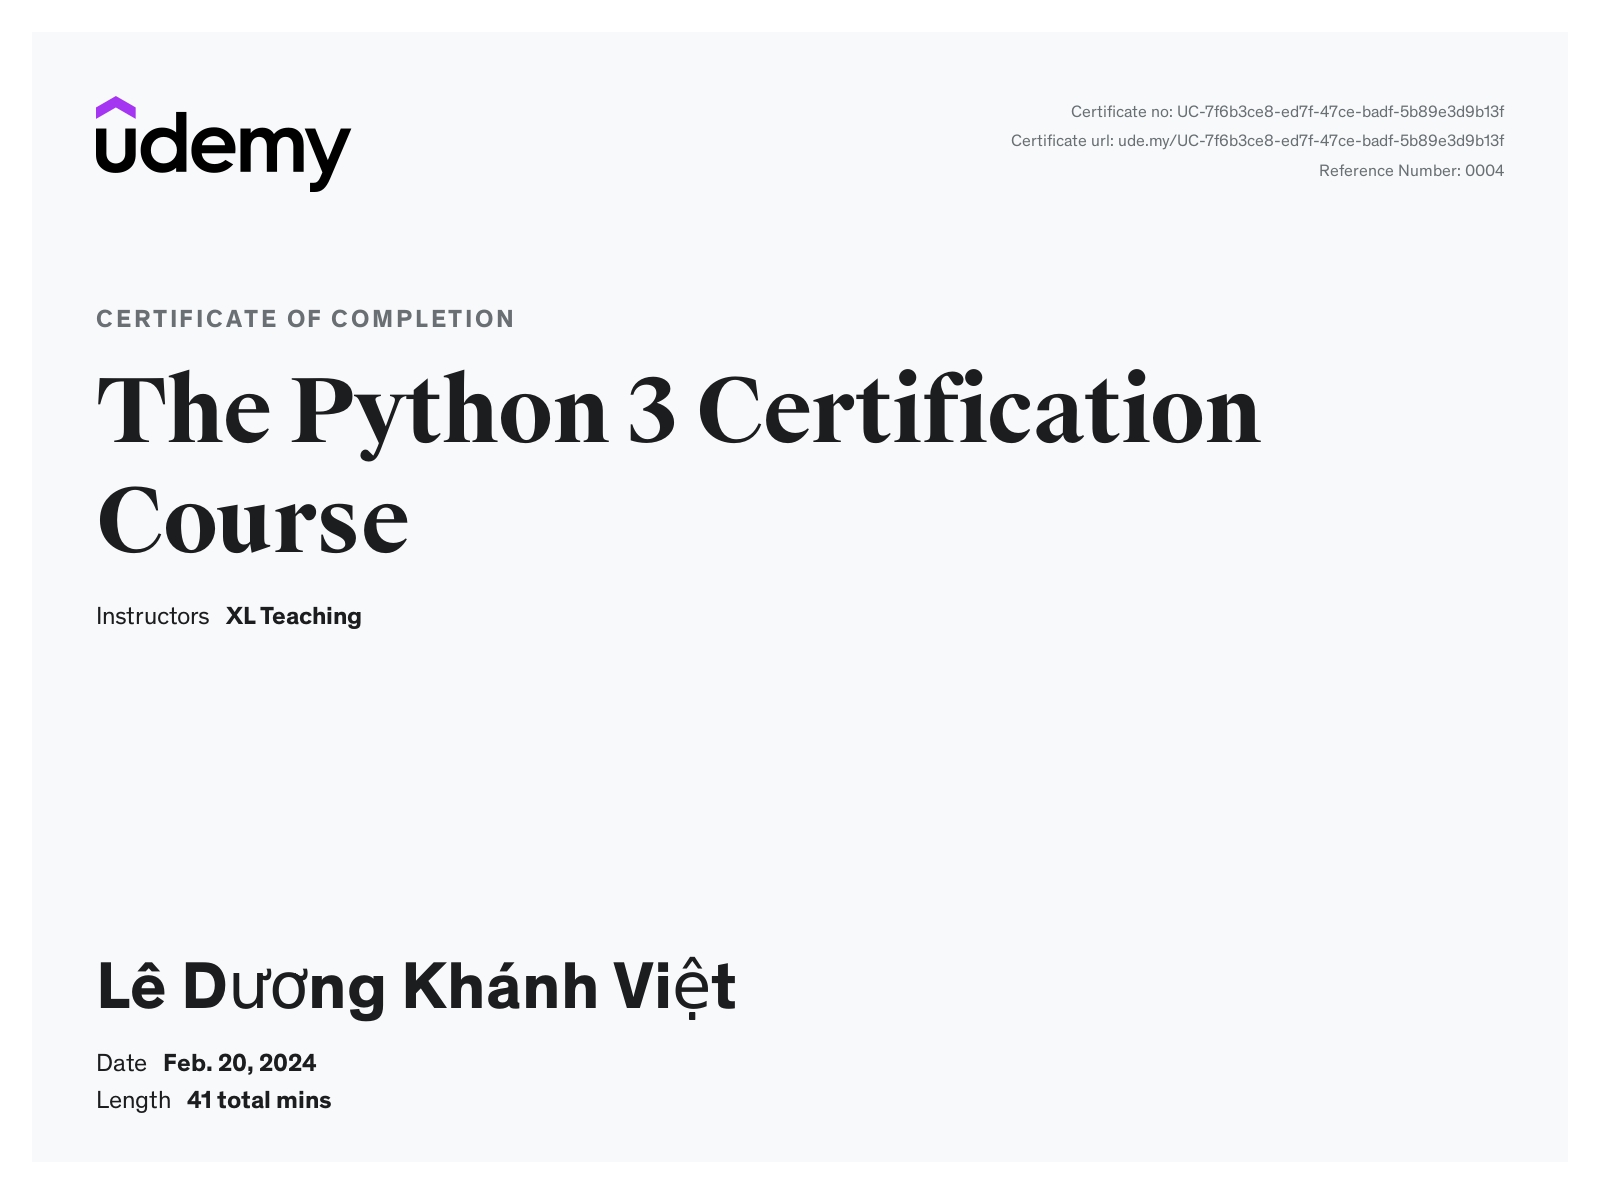 udemy
Certificate no: UC-7f6b3ce8-ed7f-47ce-badf-5b89e3d9b13f
Certificate url: ude.my/UC-7f6b3ce8-ed7f-47ce-badf-5b89e3d9b13f
Reference Number: 0004
CERTIFICATE OF COMPLETION
The Python 3 Certification
Course
Instructors XL Teaching
Lê Dương Khánh Việt
Date Feb. 20, 2024
Length 41 total mins